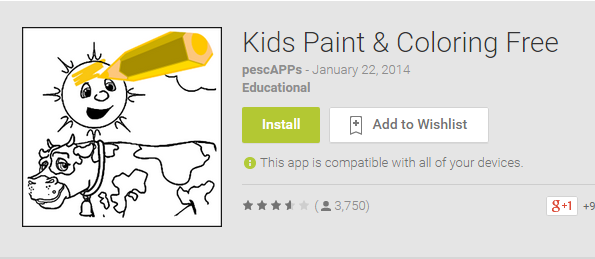 Kids Paint & Coloring Free
pescAPPs - January 22, 2014
Educational
Install
Add to Wishlist
This app is compatible with all of your devices.
( 3,750)
g+1
+9